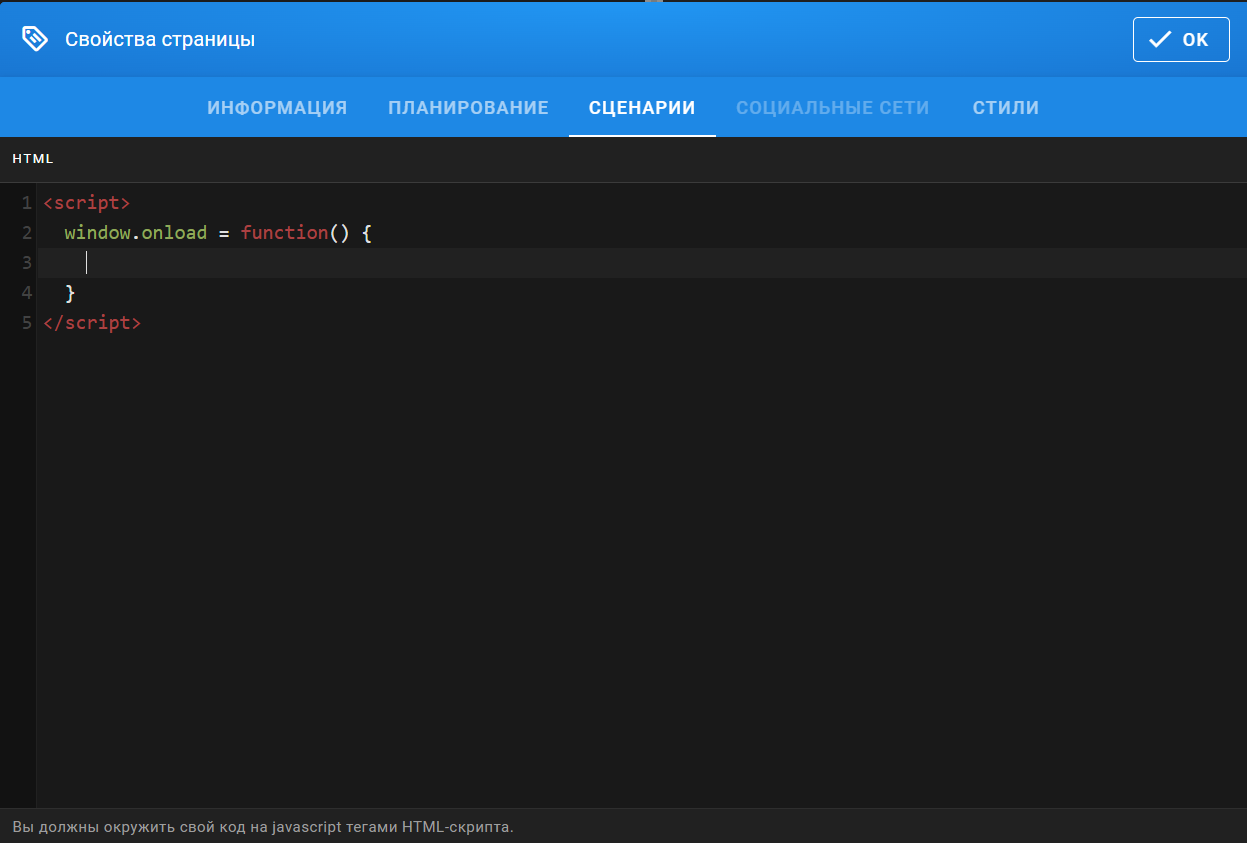 Свойства страницы
OK
ИНФОРМАЦИЯ ПЛАНИРОВАНИЕ СЦЕНАРИИ СОЦИАЛЬНЫЕ СЕТИ СТИЛИ
HTML
1 <script>
2   window.onload = function() {
3
4   }
5 </script>
Вы должны окружить свой код на javascript тегами HTML-скрипта.